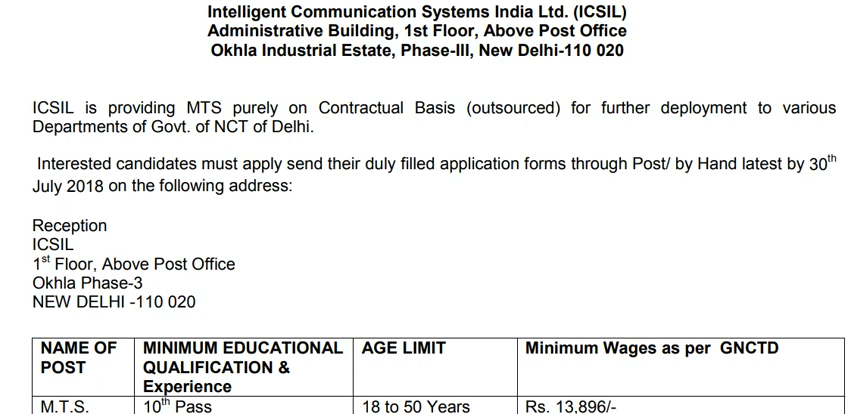 Intelligent Communication Systems India Ltd. (ICSIL)
Administrative Building, 1st Floor, Above Post Office
Okhla Industrial Estate, Phase-III, New Delhi-110 020
ICSIL is providing MTS purely on Contractual Basis (outsourced) for further deployment to various
Departments of Govt. of NCT of Delhi.
Interested candidates must apply send their duly filled application forms through Post/ by Hand latest by 30th
July 2018 on the following address:
Reception
ICSIL
1st Floor, Above Post Office
Okhla Phase-3
NEW DELHI -110 020
NAME OF MINIMUM EDUCATIONAL AGE LIMIT Minimum Wages as per GNCTD
POST QUALIFICATION &
Experience
M.T.S. 10th Pass 18 to 50 Years Rs. 13,896/-